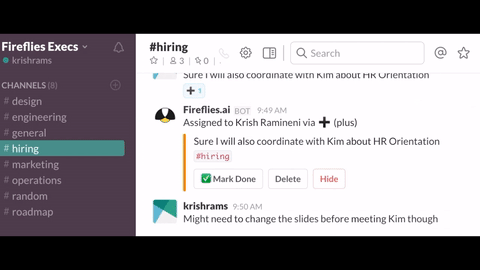 Fireflies Execs
krishrams
CHANNELS (8)
# design
# engineering
# general
# hiring
# marketing
# operations
# random
# roadmap
#hiring
3
0
Search
Sure I will also coordinate with Kim about HR Orientation
1
Fireflies.ai BOT 9:49 AM
Assigned to Krish Ramineni via ➕ (plus)
Sure I will also coordinate with Kim about HR Orientation
#hiring
Mark Done Delete Hide
krishrams 9:50 AM
Might need to change the slides before meeting Kim though